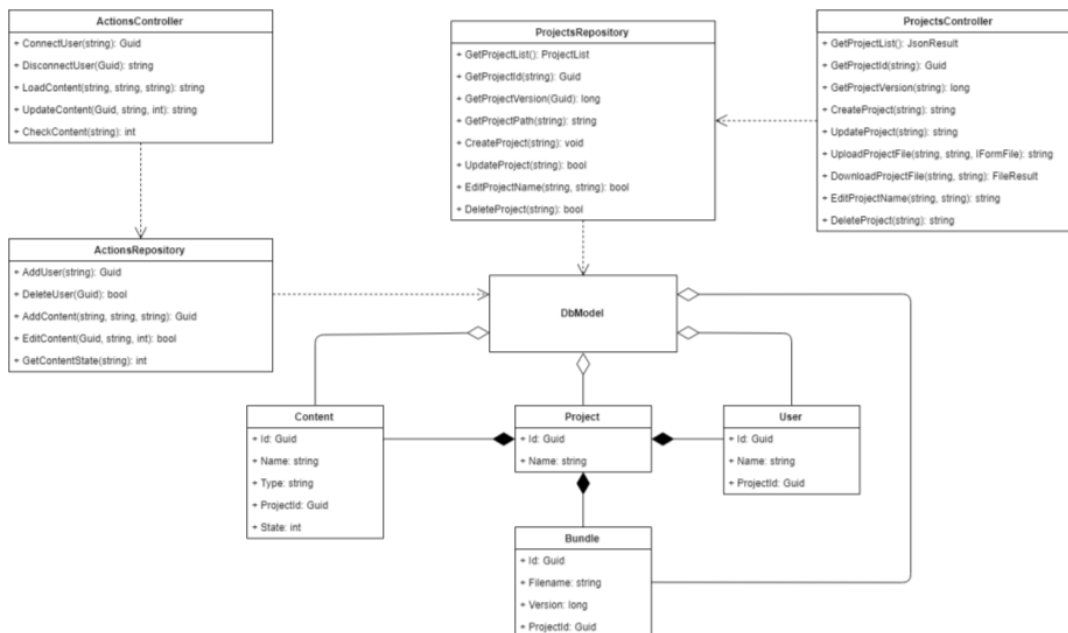 ActionsController
+ ConnectUser(string): Guid
+ DisconnectUser(Guid): string
+ LoadContent(string, string, string): string
+ UpdateContent(Guid, string, int): string
+ CheckContent(string): int
ProjectsRepository
+ GetProjectList(): ProjectList
+ GetProjectId(string): Guid
+ GetProjectVersion(Guid): long
+ GetProjectPath(string): string
+ CreateProject(string): void
+ UpdateProject(string): bool
+ EditProjectName(string, string): bool
+ DeleteProject(string): bool
ProjectsController
+ GetProjectList(): JsonResult
+ GetProjectId(string): Guid
+ GetProjectVersion(string): long
+ CreateProject(string): string
+ UpdateProject(string): string
+ UploadProjectFile(string, string, IFormFile): string
+ DownloadProjectFile(string, string): FileResult
+ EditProjectName(string, string): string
+ DeleteProject(string): string
ActionsRepository
+ AddUser(string): Guid
+ DeleteUser(Guid): bool
+ AddContent(string, string, string): Guid
+ EditContent(Guid, string, int): bool
+ GetContentState(string): int
DbModel
Content
+ Id: Guid
+ Name: string
+ Type: string
+ ProjectId: Guid
+ State: int
Project
+ Id: Guid
+ Name: string
User
+ Id: Guid
+ Name: string
+ ProjectId: Guid
Bundle
+ Id: Guid
+ Filename: string
+ Version: long
+ ProjectId: Guid